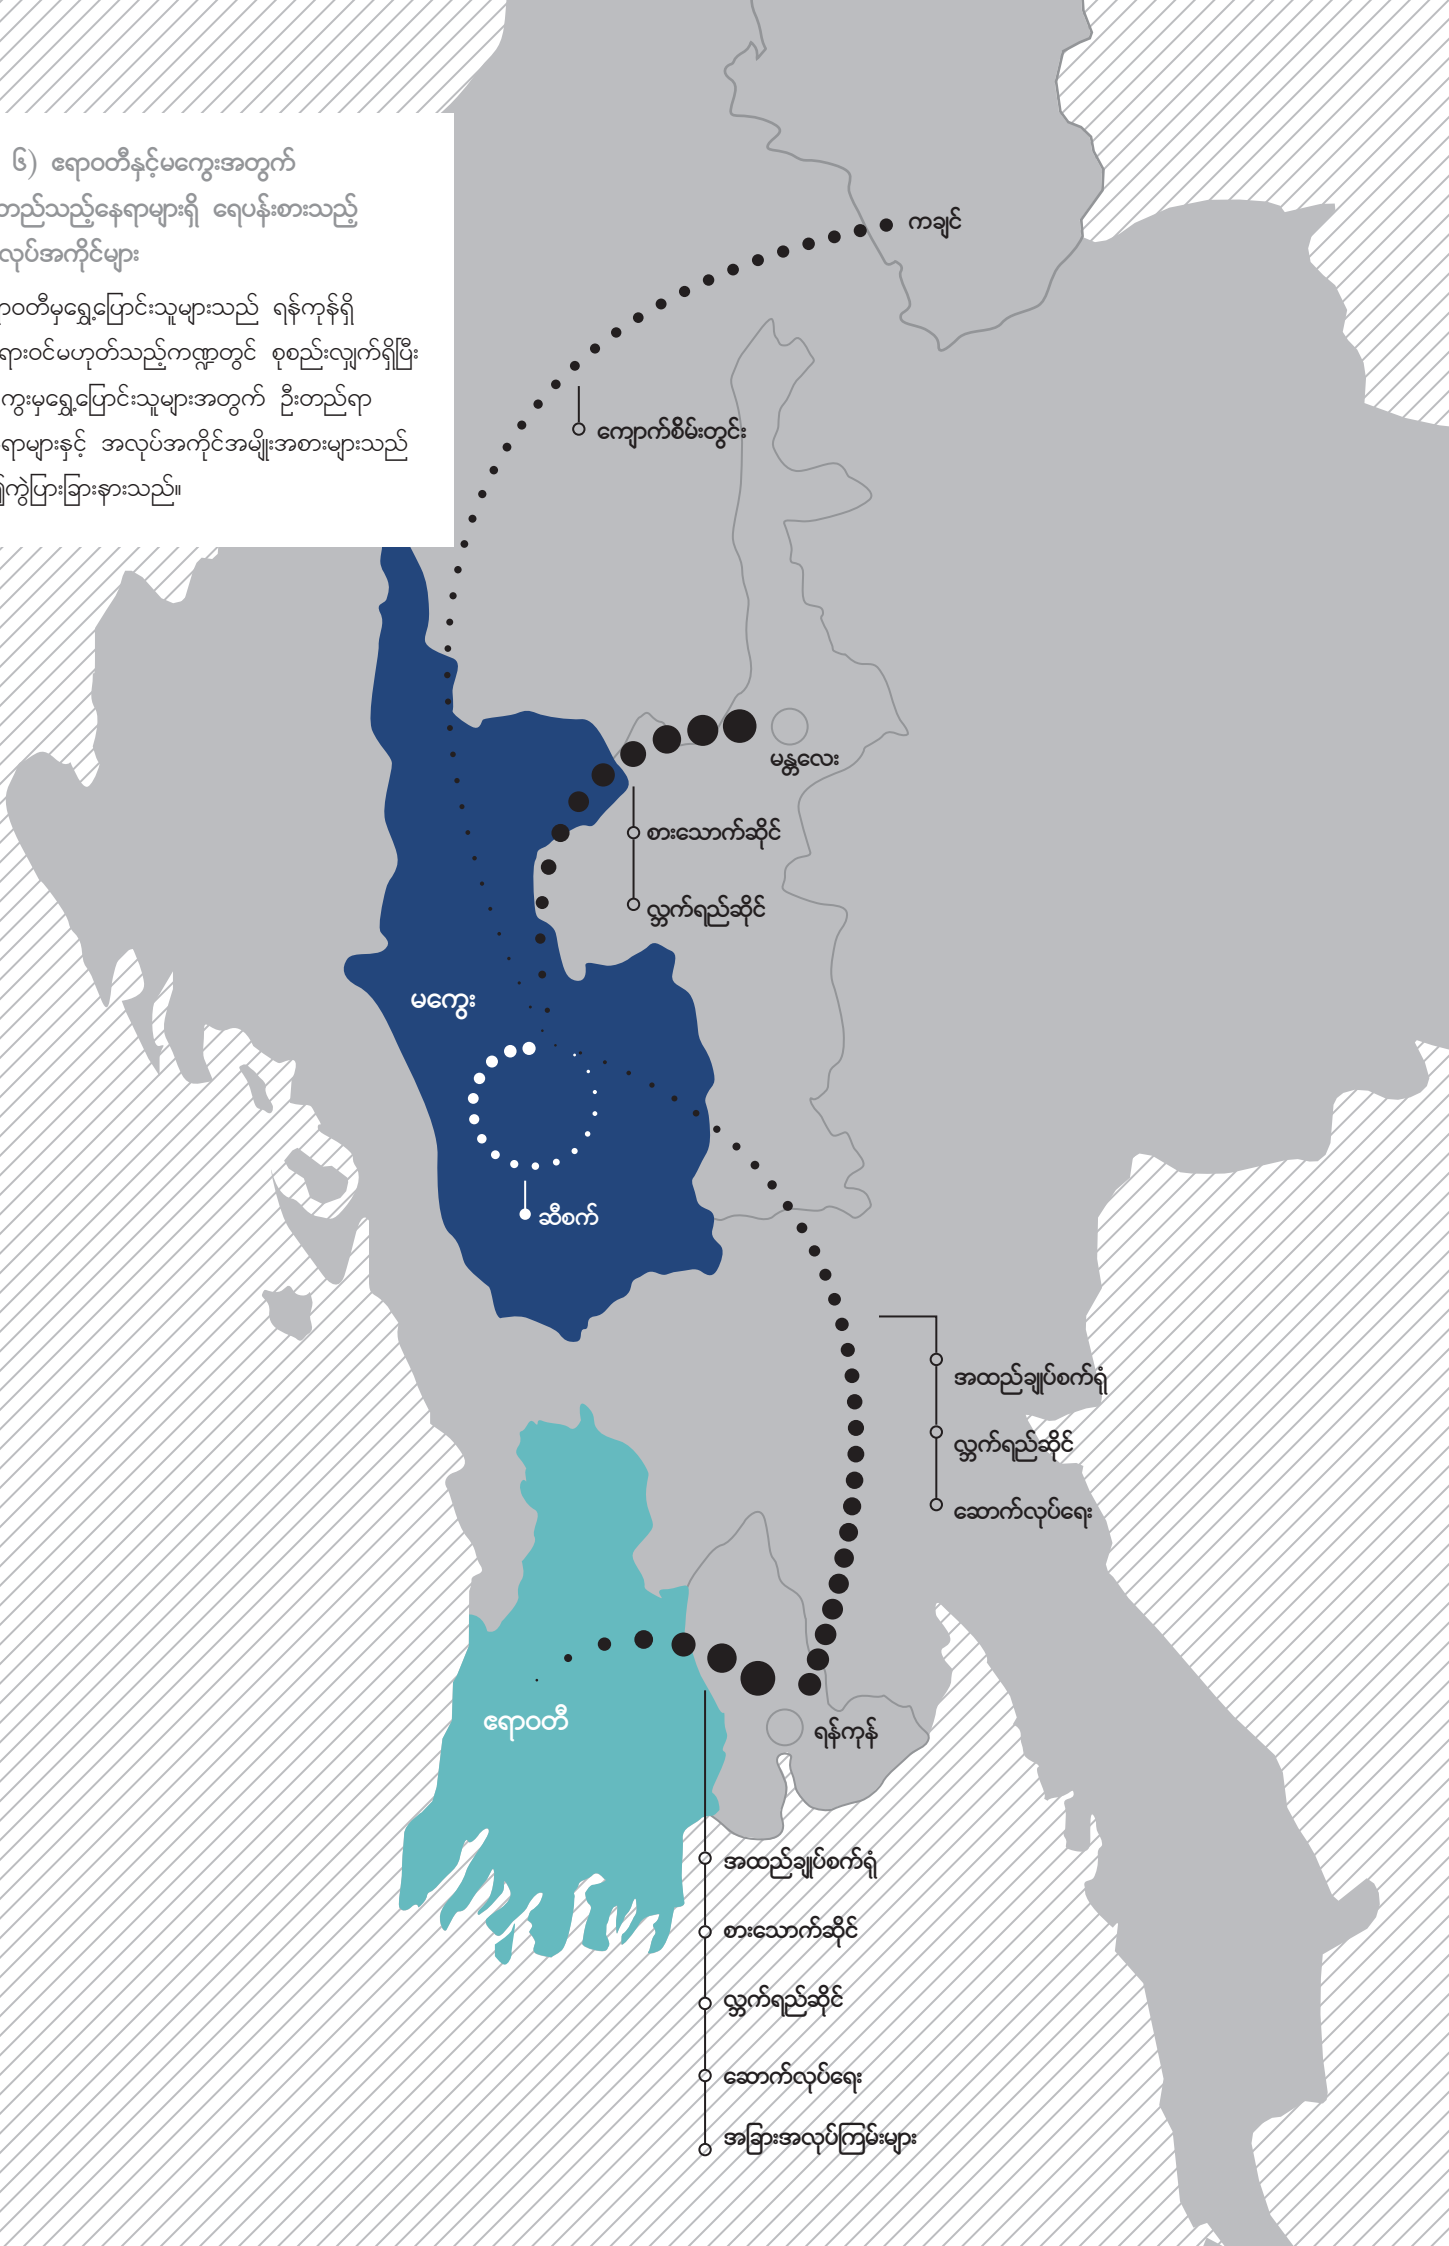 ၆) ဧရာဝတီနှင့်မကွေးအတွက်
တည်သည့်နေရာများရှိ ရေပန်းစားသည့်
လုပ်အကိုင်များ
ာဝတီမှရွှေ့ပြောင်းသူများသည် ရန်ကုန်ရှိ
ရားဝင်မဟုတ်သည့်ကဏ္ဍတွင် စုစည်းလျှက်ရှိပြီး
ကွေးမှရွှေ့ပြောင်းသူများအတွက် ဦးတည်ရာ
ရာများနှင့် အလုပ်အကိုင်အမျိုးအစားများသည်
၍ကွဲပြားခြားနားသည်။
ကချင်
ကျောက်စိမ်းတွင်း
မန္တလေး
စားသောက်ဆိုင်
လ္ဘက်ရည်ဆိုင်
မကွေး
ဆီစက်
အထည်ချုပ်စက်ရုံ
လ္ဘက်ရည်ဆိုင်
ဆောက်လုပ်ရေး
ဧရာဝတီ
ရန်ကုန်
အထည်ချုပ်စက်ရုံ
စားသောက်ဆိုင်
လ္ဘက်ရည်ဆိုင်
ဆောက်လုပ်ရေး
အခြားအလုပ်ကြမ်းများ